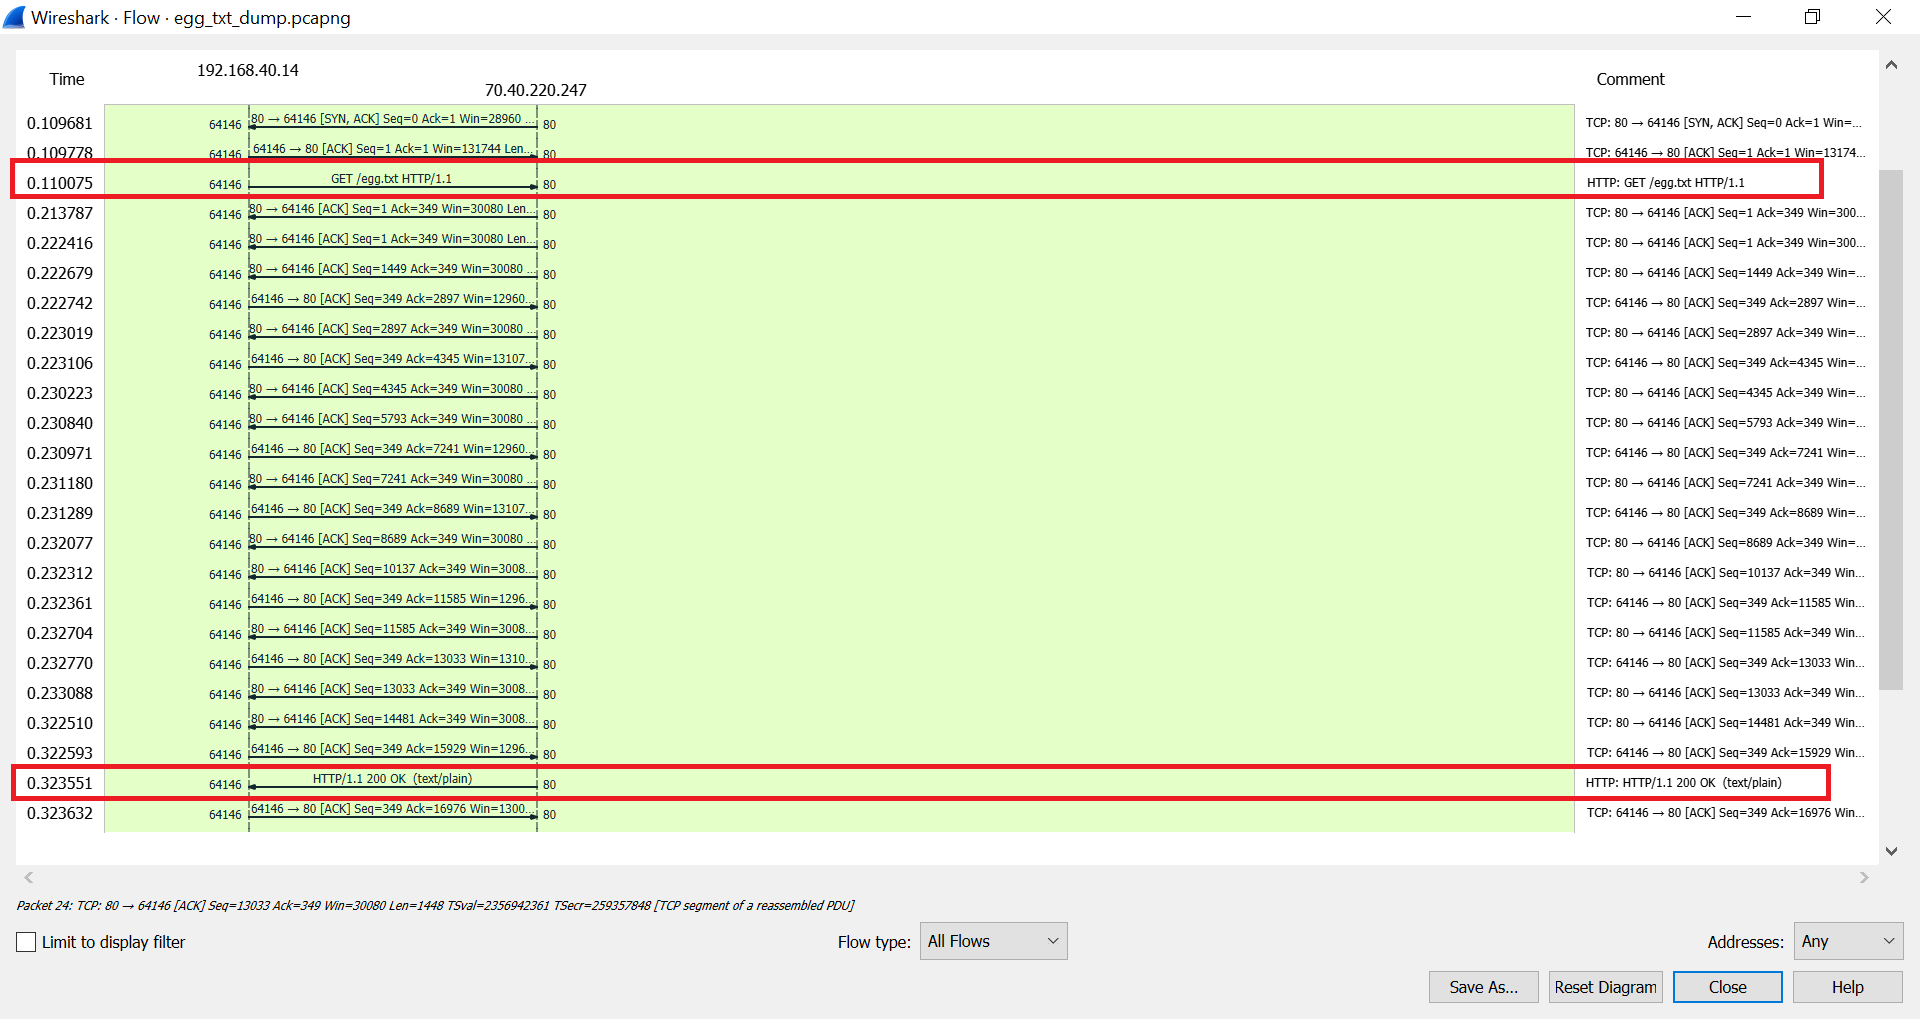 Wireshark · Flow · egg_txt_dump.pcapng
Time 192.168.40.14 70.40.220.247 Comment
0.109681 64146 80 → 64146 [SYN, ACK] Seq=0 Ack=1 Win=28960 ... 80 TCP: 80 → 64146 [SYN, ACK] Seq=0 Ack=1 Win=...
0.109778 64146 64146 → 80 [ACK] Seq=1 Ack=1 Win=131744 Len... 80 TCP: 64146 → 80 [ACK] Seq=1 Ack=1 Win=13174...
0.110075 64146 GET /egg.txt HTTP/1.1 80 HTTP: GET /egg.txt HTTP/1.1
0.213787 64146 80 → 64146 [ACK] Seq=1 Ack=349 Win=30080 Len... 80 TCP: 80 → 64146 [ACK] Seq=1 Ack=349 Win=300...
0.222416 64146 80 → 64146 [ACK] Seq=1 Ack=349 Win=30080 Len... 80 TCP: 80 → 64146 [ACK] Seq=1 Ack=349 Win=300...
0.222679 64146 80 → 64146 [ACK] Seq=1449 Ack=349 Win=30080 ... 80 TCP: 80 → 64146 [ACK] Seq=1449 Ack=349 Win=...
0.222742 64146 64146 → 80 [ACK] Seq=349 Ack=2897 Win=12960... 80 TCP: 64146 → 80 [ACK] Seq=349 Ack=2897 Win=...
0.223019 64146 80 → 64146 [ACK] Seq=2897 Ack=349 Win=30080 ... 80 TCP: 80 → 64146 [ACK] Seq=2897 Ack=349 Win=...
0.223106 64146 64146 → 80 [ACK] Seq=349 Ack=4345 Win=13107... 80 TCP: 64146 → 80 [ACK] Seq=349 Ack=4345 Win=...
0.230223 64146 80 → 64146 [ACK] Seq=4345 Ack=349 Win=30080 ... 80 TCP: 80 → 64146 [ACK] Seq=4345 Ack=349 Win=...
0.230840 64146 80 → 64146 [ACK] Seq=5793 Ack=349 Win=30080 ... 80 TCP: 80 → 64146 [ACK] Seq=5793 Ack=349 Win=...
0.230971 64146 64146 → 80 [ACK] Seq=349 Ack=7241 Win=12960... 80 TCP: 64146 → 80 [ACK] Seq=349 Ack=7241 Win=...
0.231180 64146 80 → 64146 [ACK] Seq=7241 Ack=349 Win=30080 ... 80 TCP: 80 → 64146 [ACK] Seq=7241 Ack=349 Win=...
0.231289 64146 64146 → 80 [ACK] Seq=349 Ack=8689 Win=13107... 80 TCP: 64146 → 80 [ACK] Seq=349 Ack=8689 Win=...
0.232077 64146 80 → 64146 [ACK] Seq=8689 Ack=349 Win=30080 ... 80 TCP: 80 → 64146 [ACK] Seq=8689 Ack=349 Win=...
0.232312 64146 80 → 64146 [ACK] Seq=10137 Ack=349 Win=3008... 80 TCP: 80 → 64146 [ACK] Seq=10137 Ack=349 Win...
0.232361 64146 64146 → 80 [ACK] Seq=349 Ack=11585 Win=1296... 80 TCP: 64146 → 80 [ACK] Seq=349 Ack=11585 Win...
0.232704 64146 80 → 64146 [ACK] Seq=11585 Ack=349 Win=3008... 80 TCP: 80 → 64146 [ACK] Seq=11585 Ack=349 Win...
0.232770 64146 64146 → 80 [ACK] Seq=349 Ack=13033 Win=1310... 80 TCP: 64146 → 80 [ACK] Seq=349 Ack=13033 Win...
0.233088 64146 80 → 64146 [ACK] Seq=13033 Ack=349 Win=3008... 80 TCP: 80 → 64146 [ACK] Seq=13033 Ack=349 Win...
0.322510 64146 80 → 64146 [ACK] Seq=14481 Ack=349 Win=3008... 80 TCP: 80 → 64146 [ACK] Seq=14481 Ack=349 Win...
0.322593 64146 64146 → 80 [ACK] Seq=349 Ack=15929 Win=1296... 80 TCP: 64146 → 80 [ACK] Seq=349 Ack=15929 Win...
0.323551 64146 HTTP/1.1 200 OK (text/plain) 80 HTTP: HTTP/1.1 200 OK (text/plain)
0.323632 64146 64146 → 80 [ACK] Seq=349 Ack=16976 Win=1300... 80 TCP: 64146 → 80 [ACK] Seq=349 Ack=16976 Win...
Packet 24: TCP: 80 → 64146 [ACK] Seq=13033 Ack=349 Win=30080 Len=1448 TSval=2356942361 TSecr=259357848 [TCP segment of a reassembled PDU]
Limit to display filter Flow type: All Flows Addresses: Any
Save As... Reset Diagram Close Help